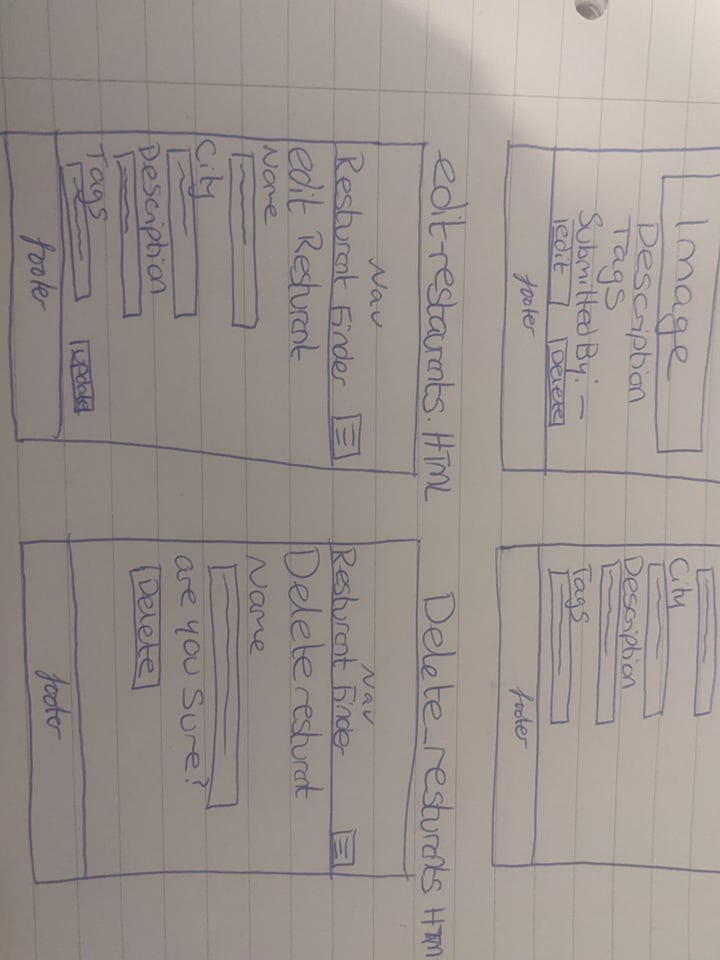 Image
Description
Tags
Submitted By: —
edit Delete
footer
City
Description
Tags
footer
edit-restaurants.HTML
Nav
Resturant Finder
edit Resturant
Name
City
Description
Tags
update
footer
Delete_resturants HTML
Nav
Resturant Finder
Delete resturant
Name
are you sure?
Delete
footer